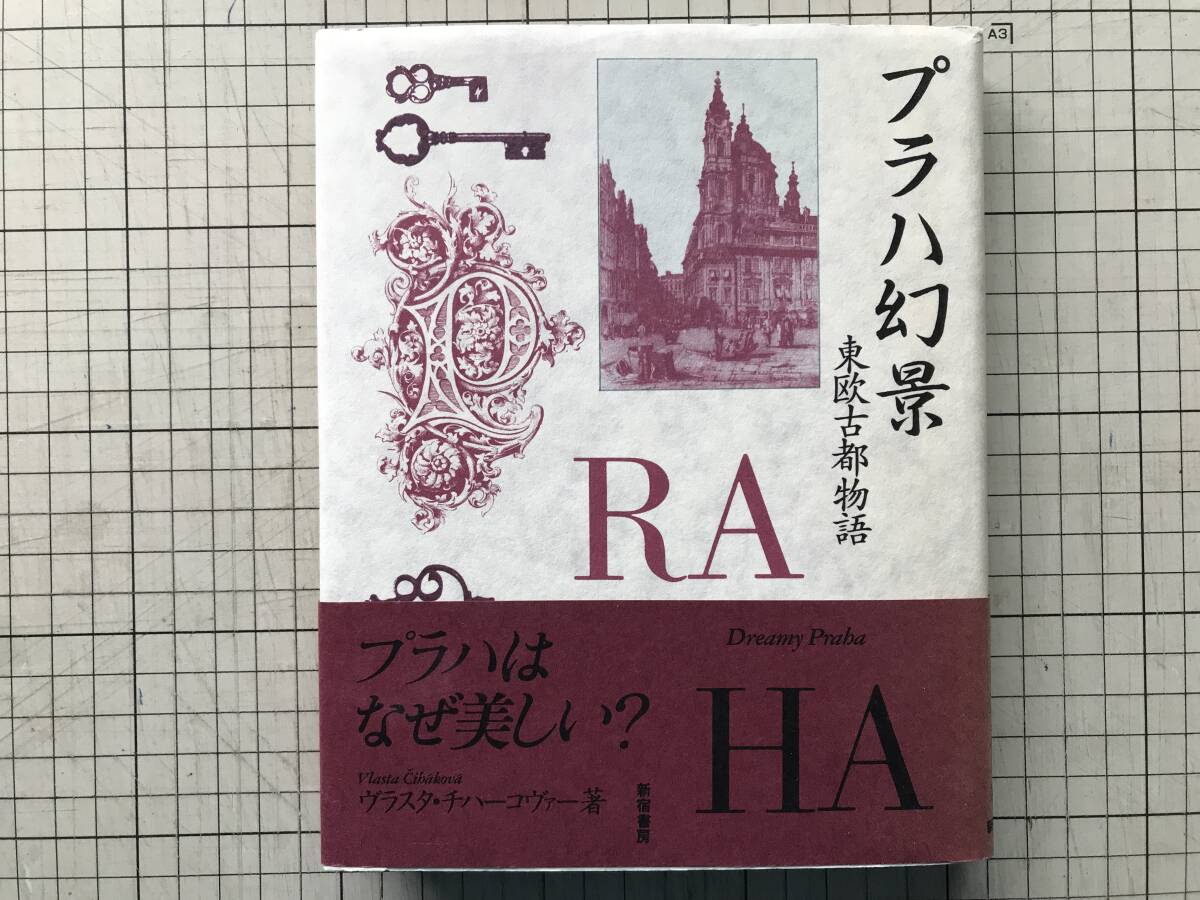 プラハ幻景
東欧古都物語
P
RA
HA
Dreamy Praha
プラハは
なぜ美しい?
Vlasta Čiháková
ヴラスタ・チハーコヴァー著
新宿書房
A3